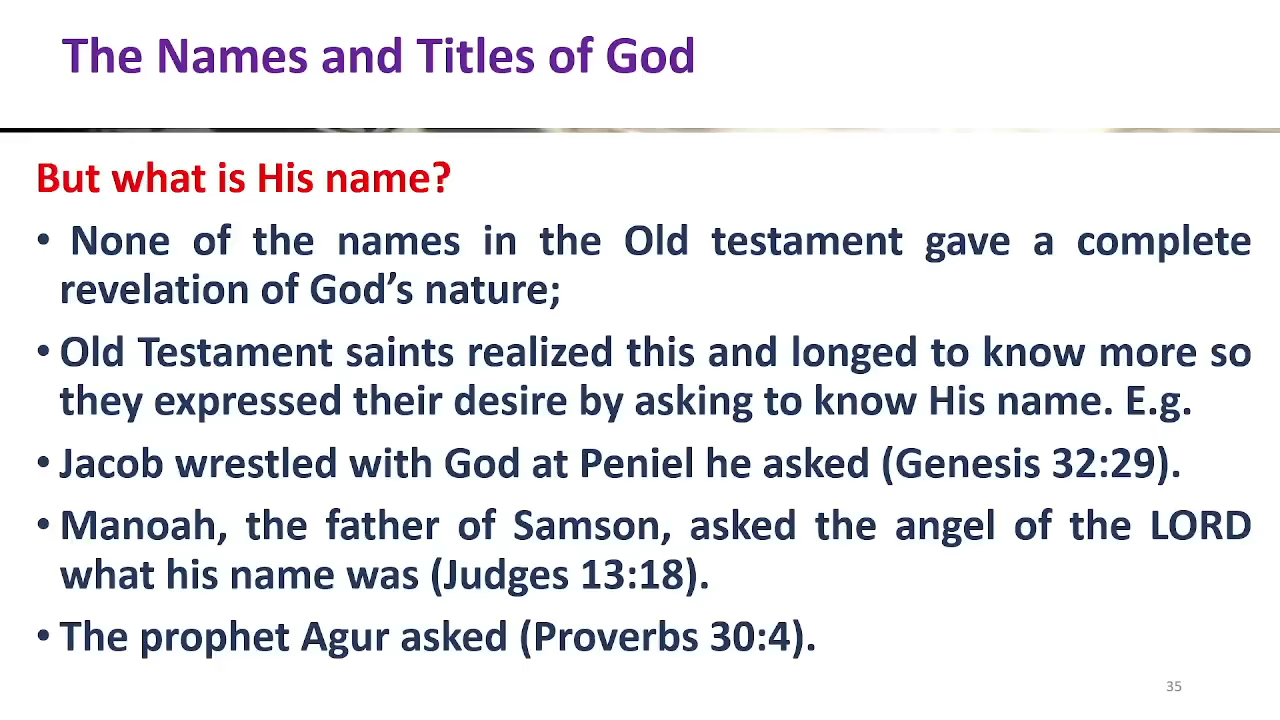 The Names and Titles of God
But what is His name?
• None of the names in the Old testament gave a complete
revelation of God’s nature;
• Old Testament saints realized this and longed to know more so
they expressed their desire by asking to know His name. E.g.
• Jacob wrestled with God at Peniel he asked (Genesis 32:29).
• Manoah, the father of Samson, asked the angel of the LORD
what his name was (Judges 13:18).
• The prophet Agur asked (Proverbs 30:4).
35